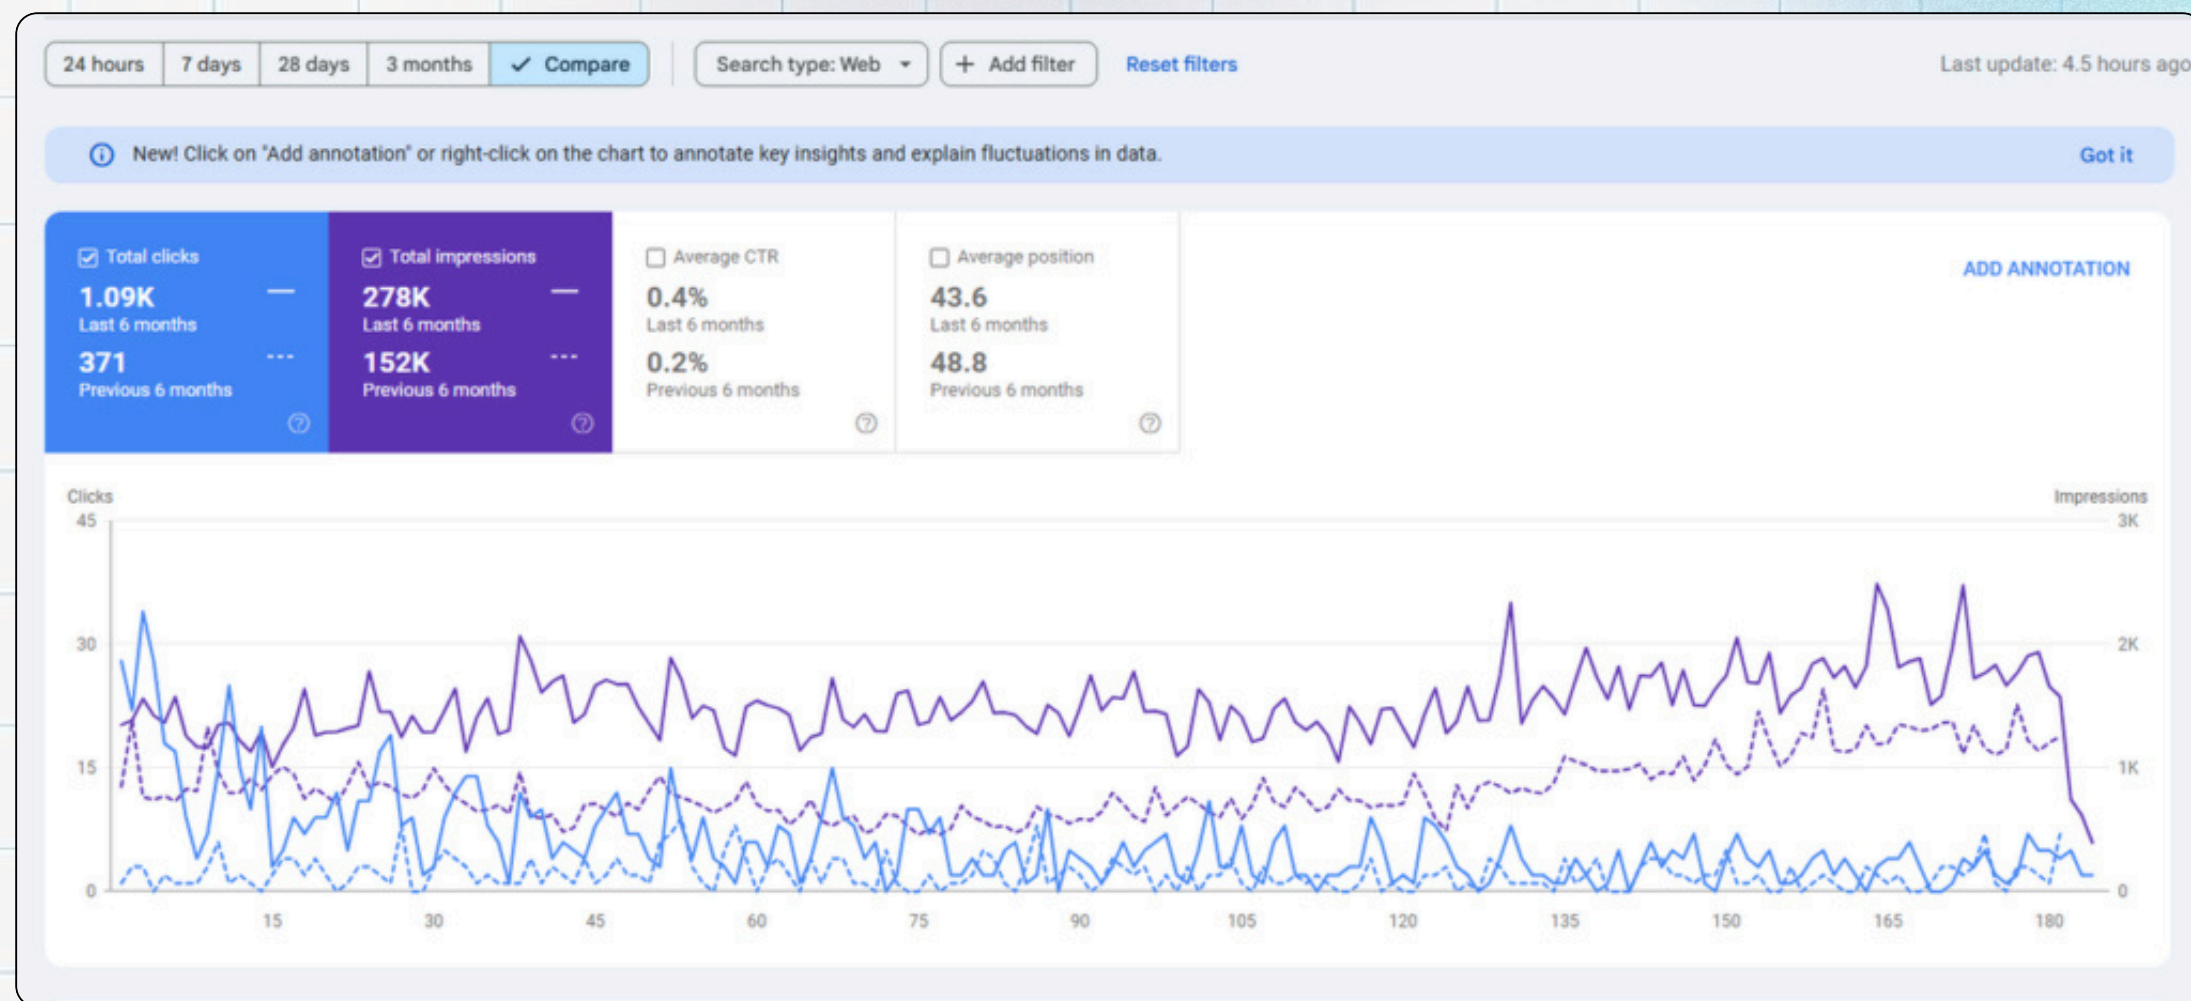 24 hours 7 days 28 days 3 months Compare Search type: Web Add filter Reset filters Last update: 4.5 hours ago
New! Click on "Add annotation" or right-click on the chart to annotate key insights and explain fluctuations in data. Got it
Total clicks Total impressions Average CTR Average position
ADD ANNOTATION
1.09K 278K 0.4% 43.6
Last 6 months Last 6 months Last 6 months Last 6 months
371 152K 0.2% 48.8
Previous 6 months Previous 6 months Previous 6 months Previous 6 months
Clicks Impressions
45 3K
30 2K
15 1K
0 0
15 30 45 60 75 90 105 120 135 150 165 180